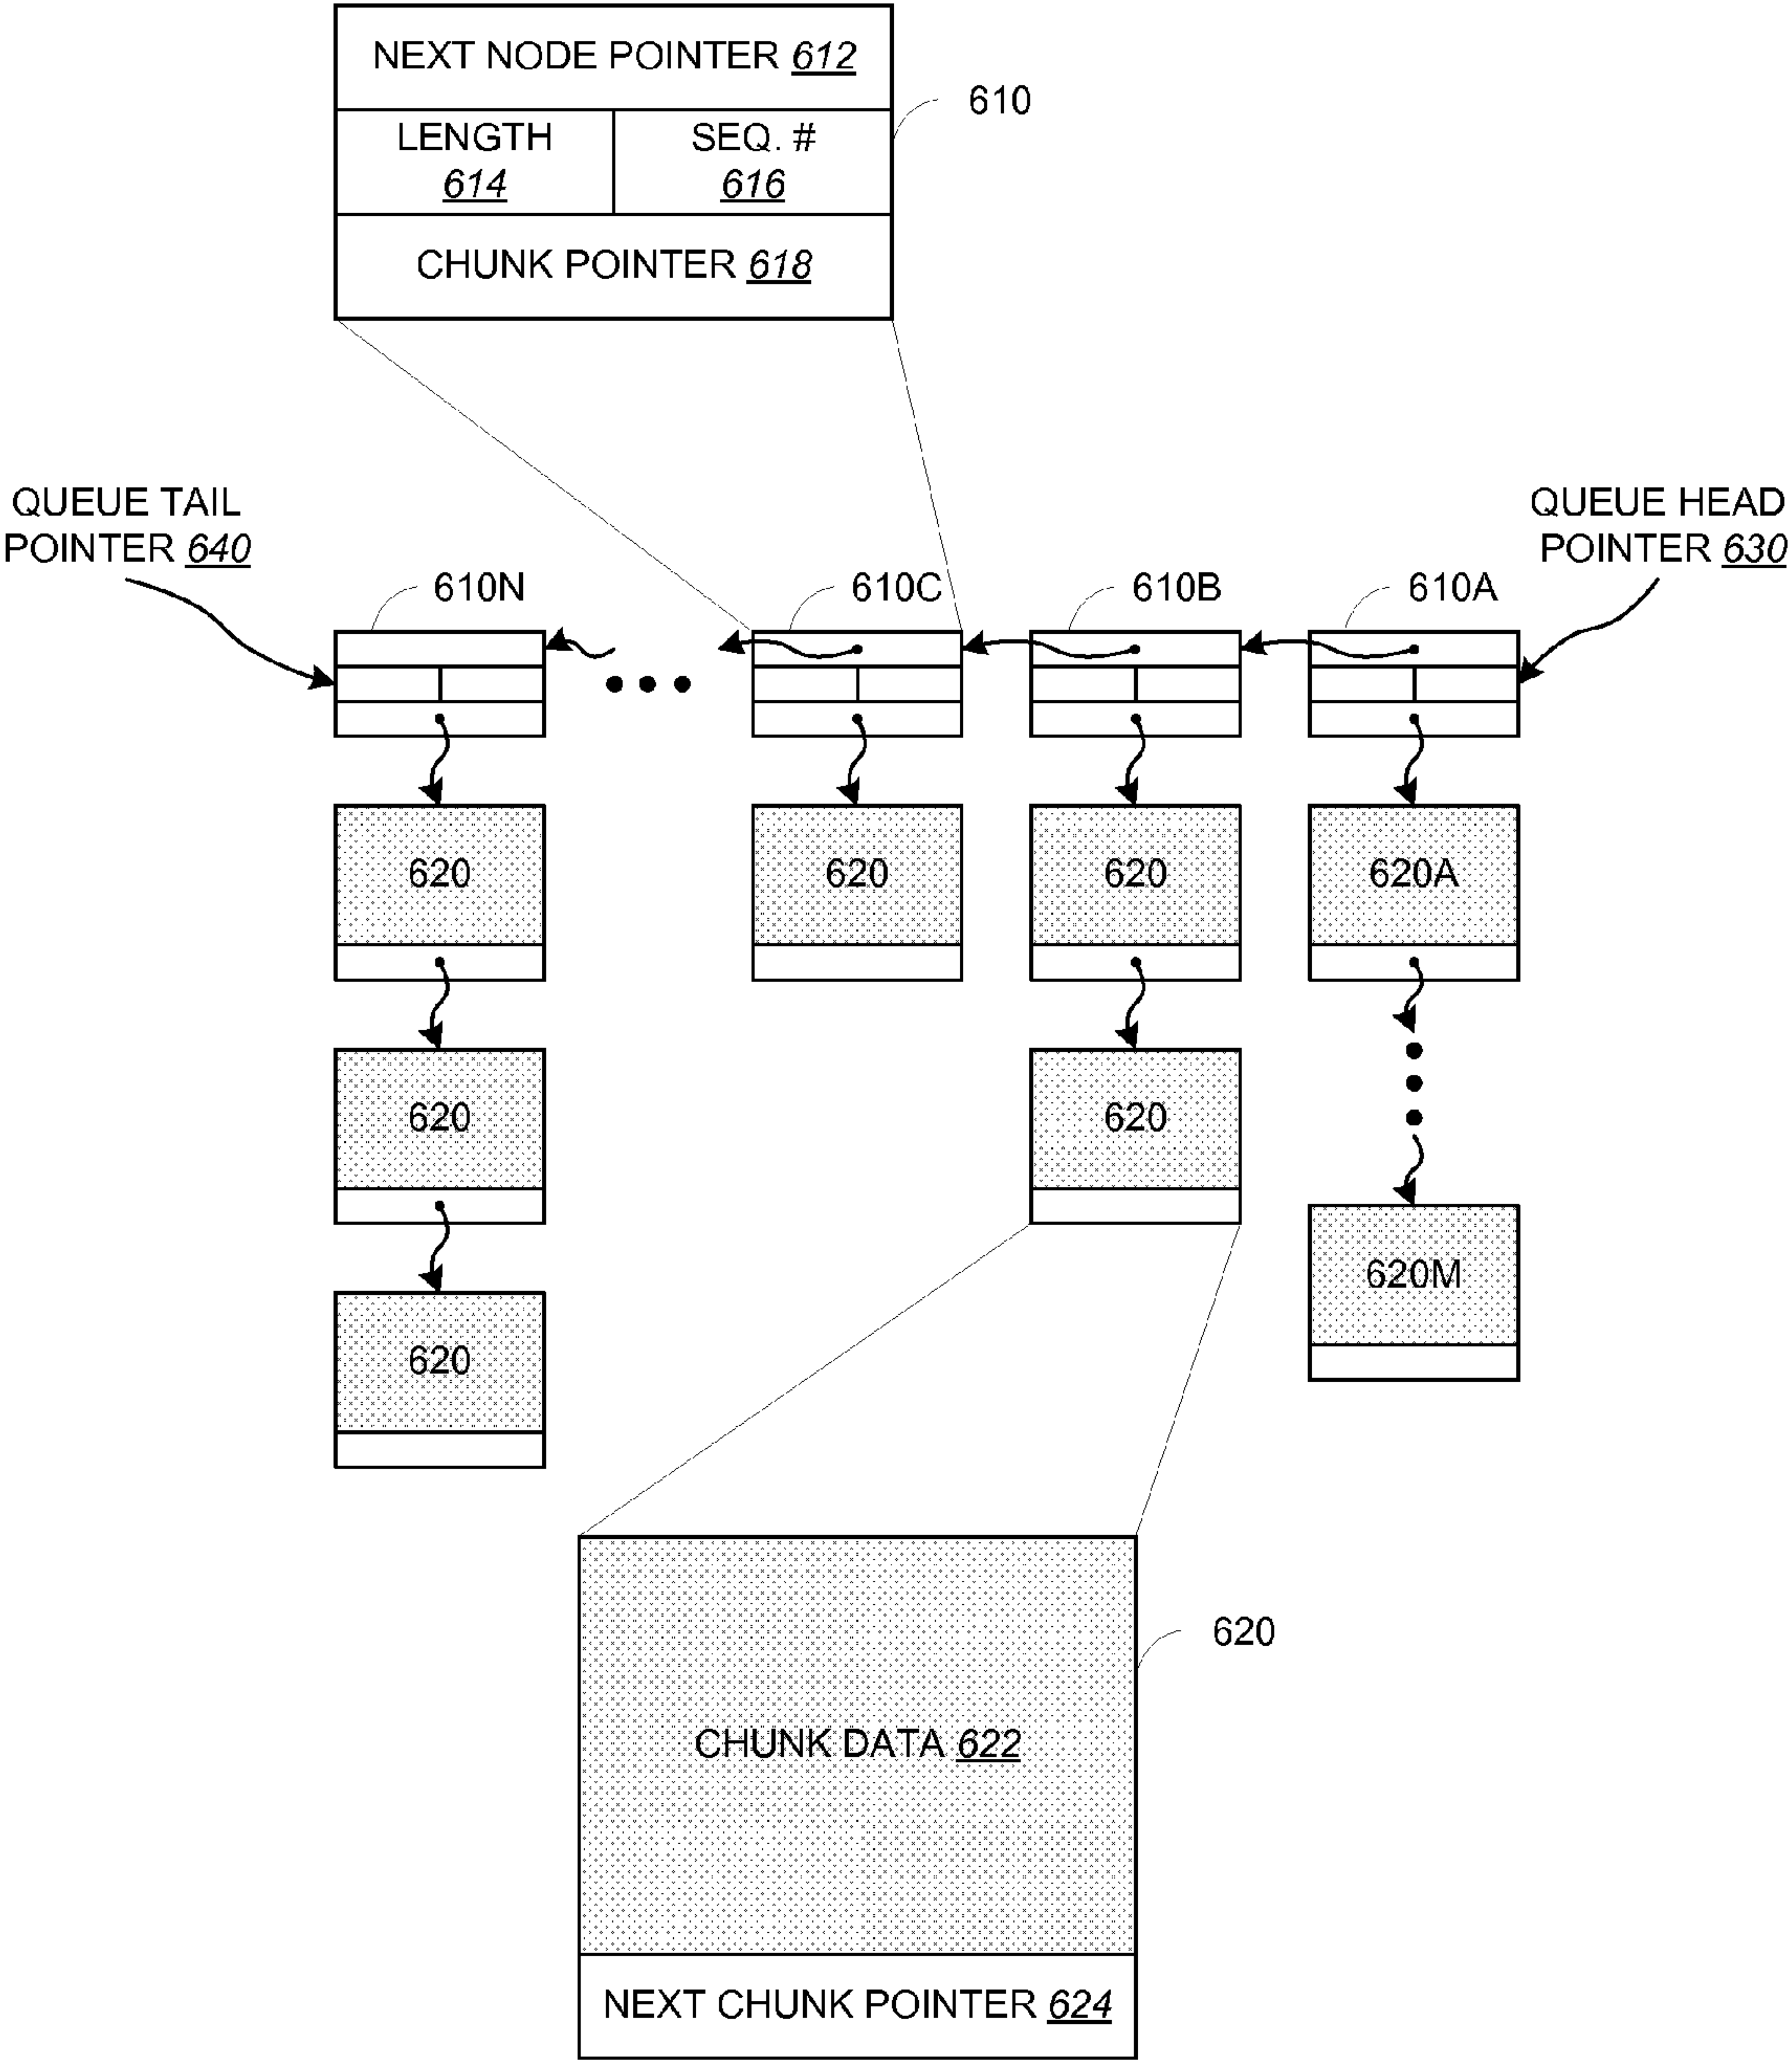 NEXT NODE POINTER 612
610
LENGTH
614
SEQ. #
616
CHUNK POINTER 618
QUEUE TAIL
POINTER 640
QUEUE HEAD
POINTER 630
610N
610C
610B
610A
620
620
620
620A
620
620
620M
620
620
CHUNK DATA 622
NEXT CHUNK POINTER 624